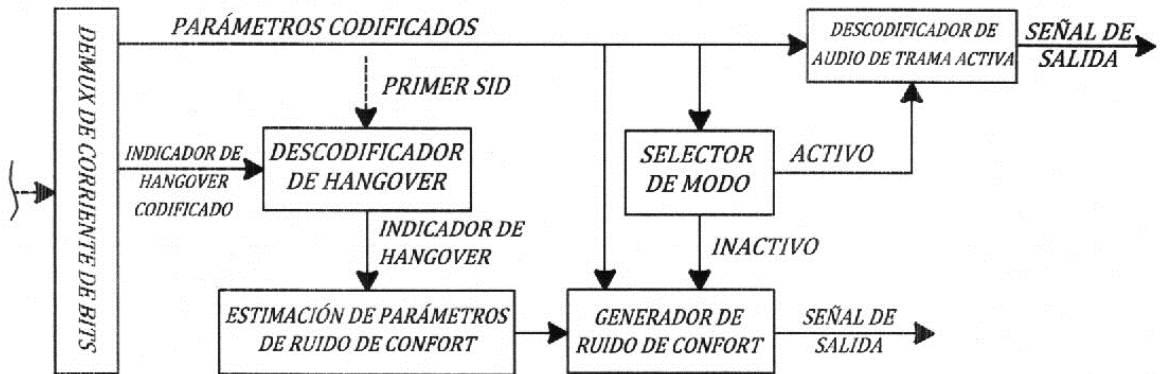 PARÁMETROS CODIFICADOS
DESCODIFICADOR DE
AUDIO DE TRAMA ACTIVA
SEÑAL DE
SALIDA
DEMUX DE CORRIENTE DE BITS
PRIMER SID
INDICADOR DE
HANGOVER
CODIFICADO
DESCODIFICADOR
DE HANGOVER
SELECTOR
DE MODO
ACTIVO
INDICADOR DE
HANGOVER
INACTIVO
ESTIMACIÓN DE PARÁMETROS
DE RUIDO DE CONFORT
GENERADOR DE
RUIDO DE CONFORT
SEÑAL DE
SALIDA